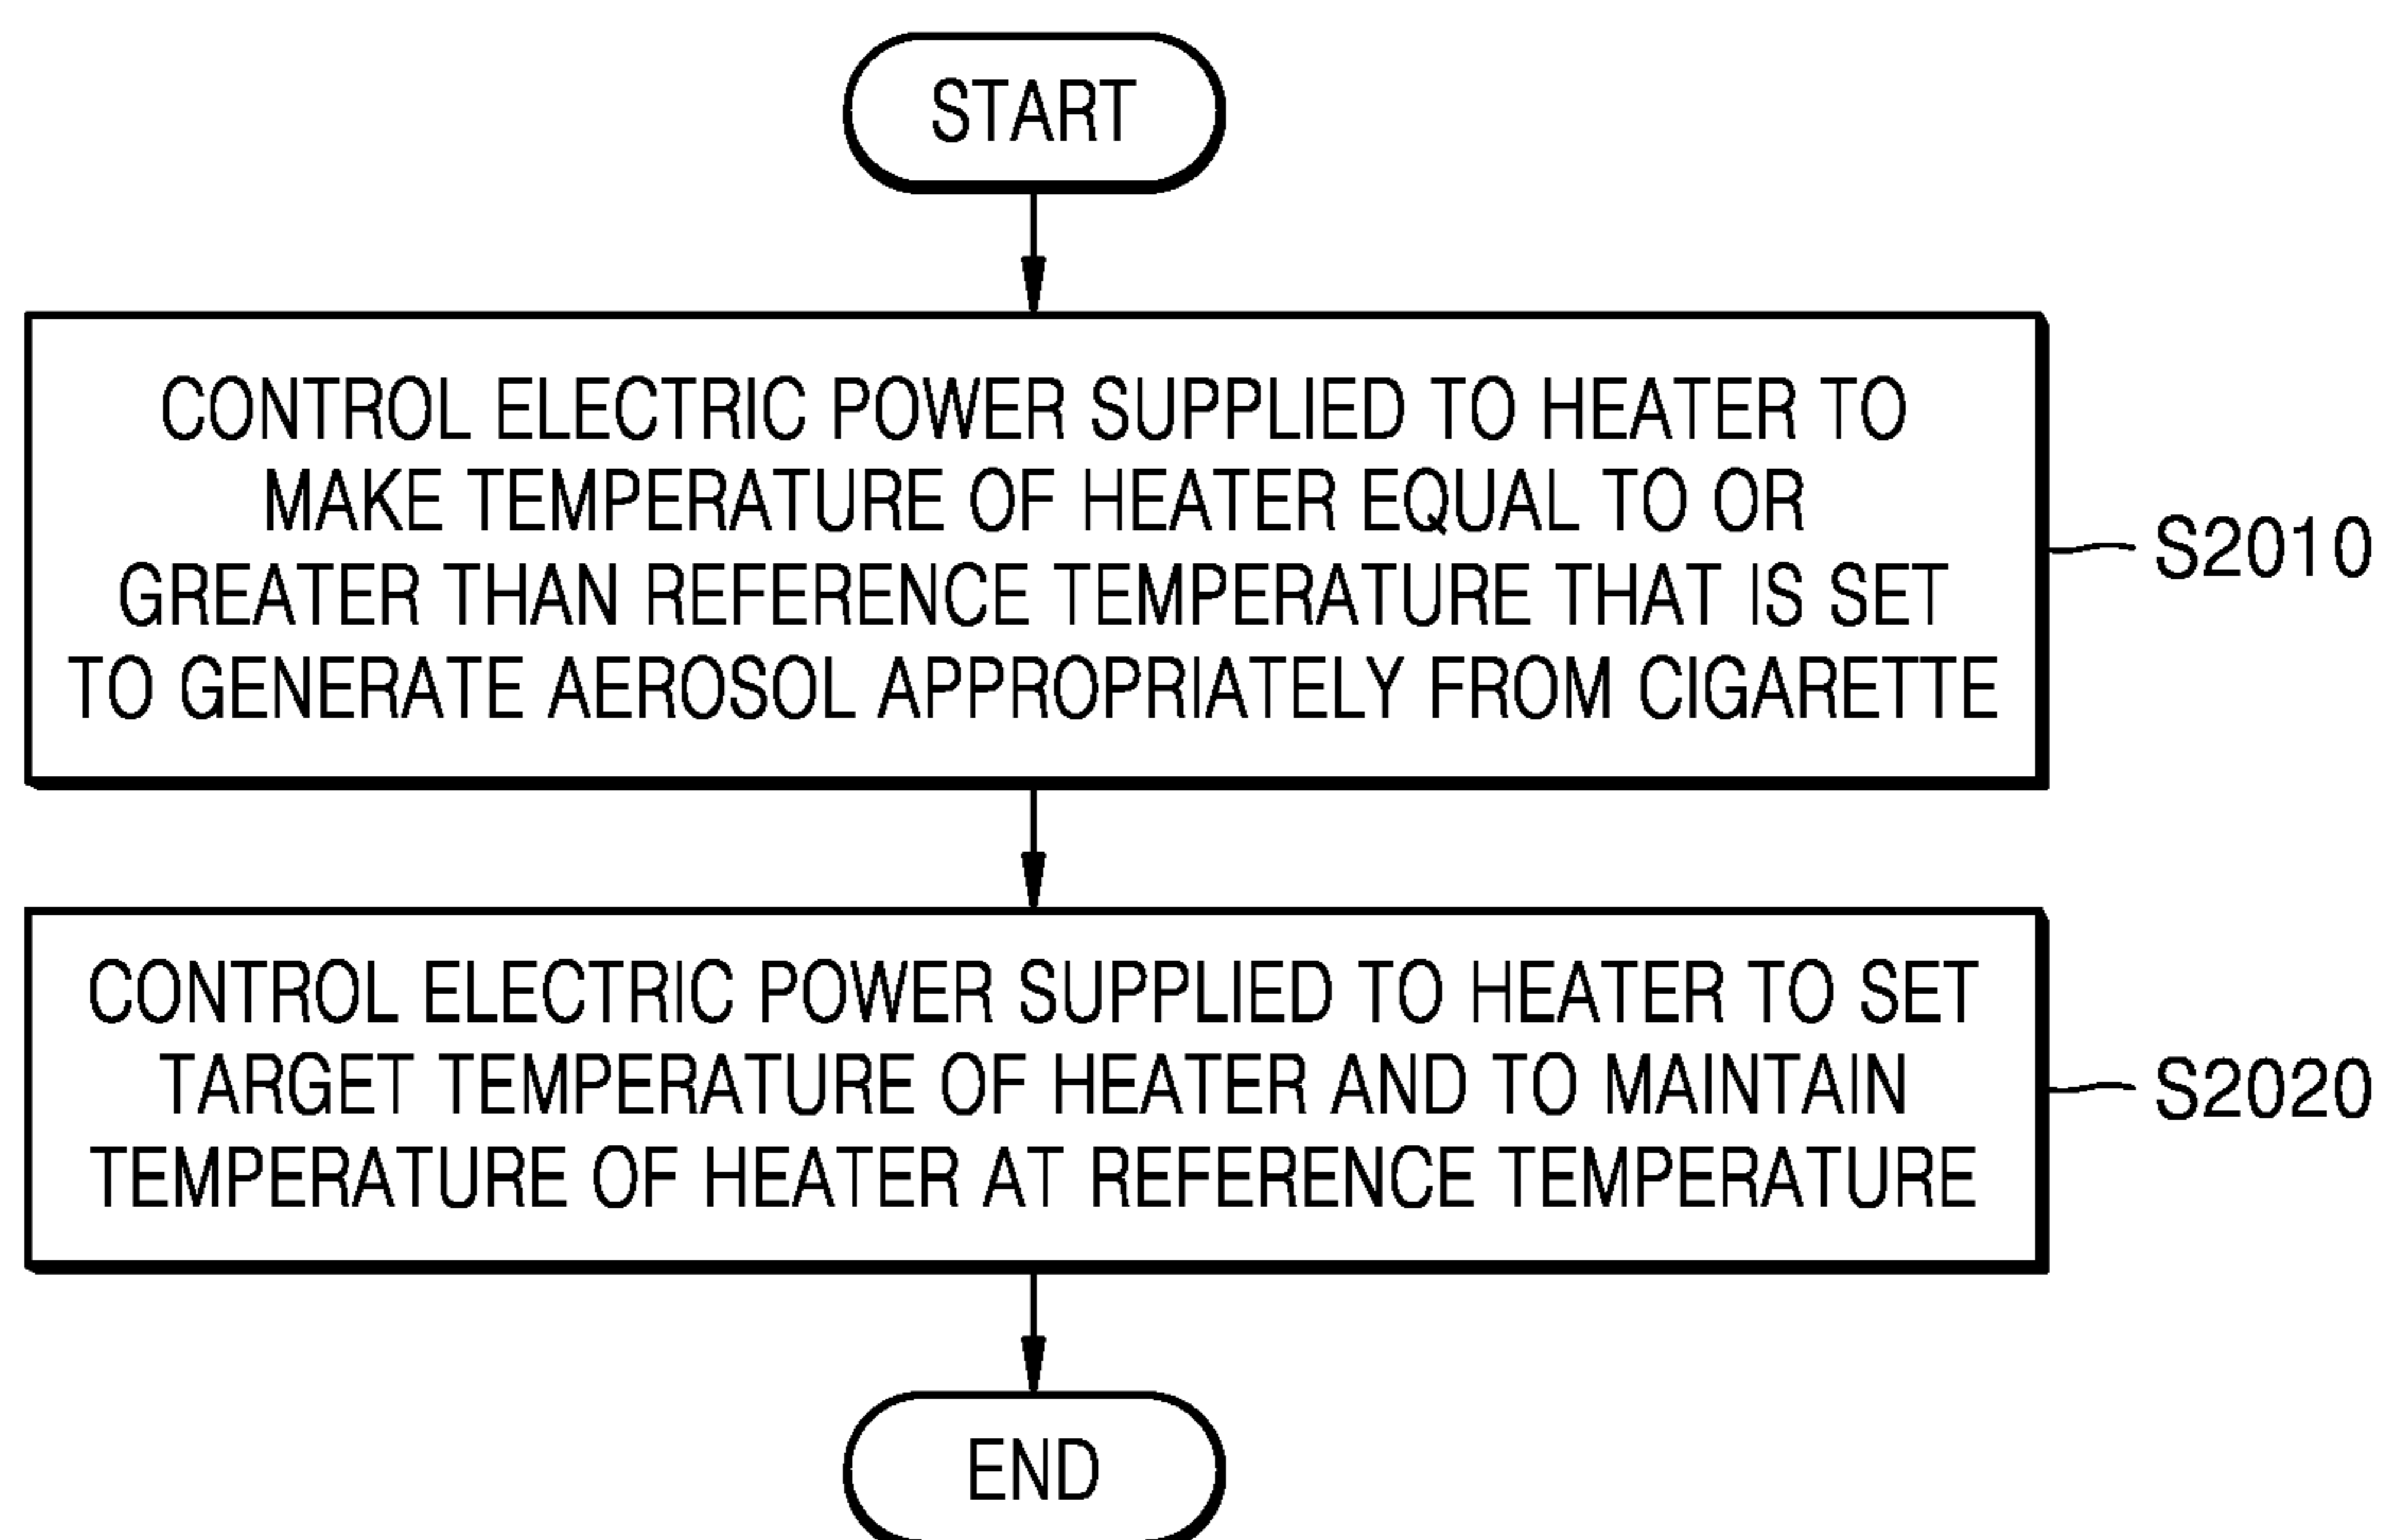 START
CONTROL ELECTRIC POWER SUPPLIED TO HEATER TO
MAKE TEMPERATURE OF HEATER EQUAL TO OR
GREATER THAN REFERENCE TEMPERATURE THAT IS SET
TO GENERATE AEROSOL APPROPRIATELY FROM CIGARETTE
S2010
CONTROL ELECTRIC POWER SUPPLIED TO HEATER TO SET
TARGET TEMPERATURE OF HEATER AND TO MAINTAIN
TEMPERATURE OF HEATER AT REFERENCE TEMPERATURE
S2020
END